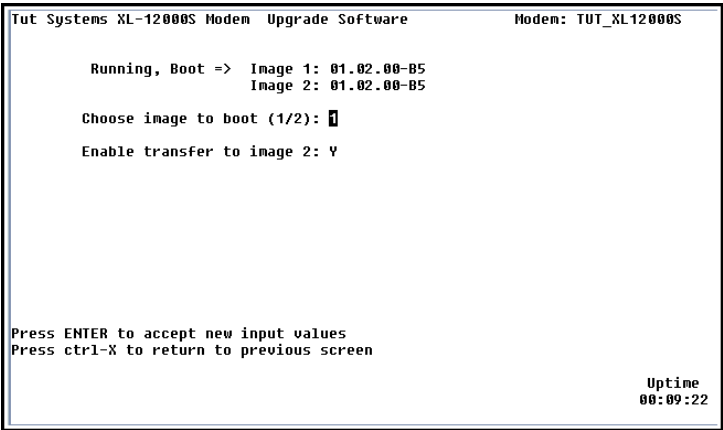 Tut Systems XL-12000S Modem  Upgrade Software Modem: TUT_XL12000S
Running, Boot => Image 1: 01.02.00-B5
Image 2: 01.02.00-B5
Choose image to boot (1/2): 1
Enable transfer to image 2: Y
Press ENTER to accept new input values
Press ctrl-X to return to previous screen
Uptime
00:09:22